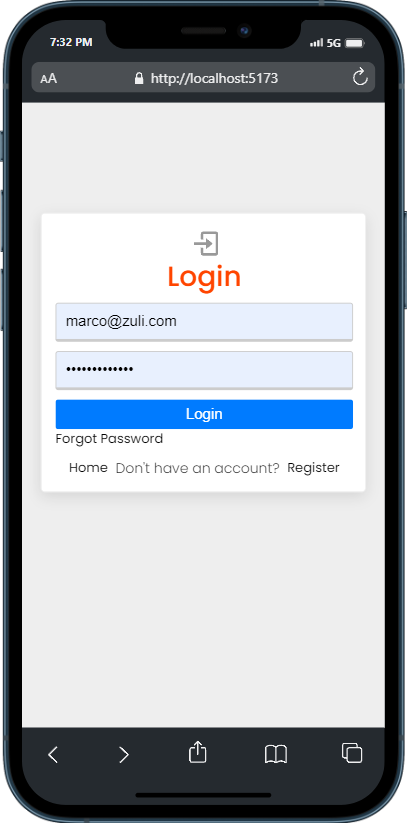 7:32 PM 5G
AA http://localhost:5173
Login
marco@zuli.com
•••••••••••••
Login
Forgot Password
Home Don't have an account? Register